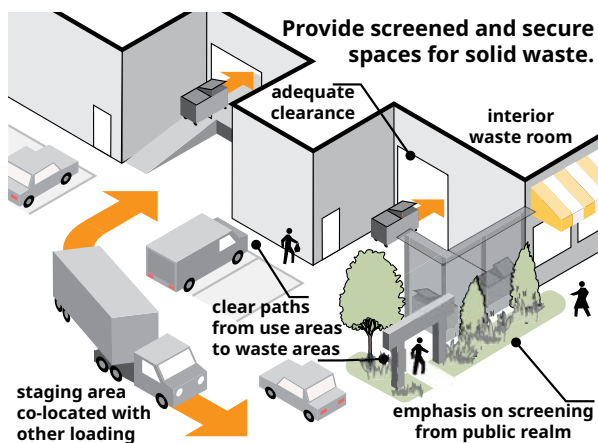 Provide screened and secure
spaces for solid waste.
adequate
clearance
interior
waste room
clear paths
from use areas
to waste areas
staging area
co-located with
other loading
emphasis on screening
from public realm